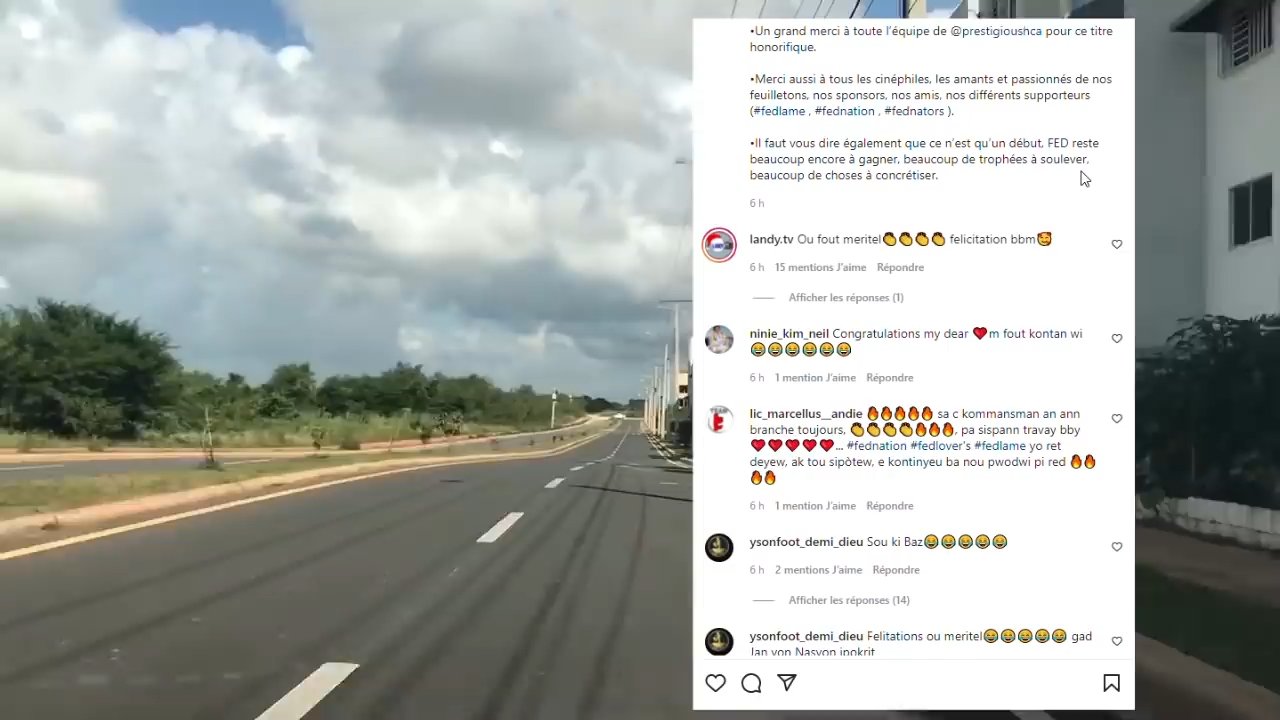 •Un grand merci à toute l'équipe de @prestigioushca pour ce titre
honorifique.
•Merci aussi à tous les cinéphiles, les amants et passionnés de nos
feuilletons, nos sponsors, nos amis, nos différents supporteurs
(#fedlame , #fednation , #fednators ).
•Il faut vous dire également que ce n'est qu'un début, FED reste
beaucoup encore à gagner, beaucoup de trophées à soulever,
beaucoup de choses à concrétiser.
6 h
landy.tv Ou fout meritel👏👏👏👏 felicitation bbm🥰
6 h 15 mentions J'aime Répondre
Afficher les réponses (1)
ninie_kim_neil Congratulations my dear ❤️m fout kontan wi
😂😂😂😂😂😂
6 h 1 mention J'aime Répondre
lic_marcellus__andie 🔥🔥🔥🔥🔥 sa c kommansman an ann
branche toujours, 👏👏👏👏🔥🔥🔥, pa sispann travay bby
❤️❤️❤️❤️❤️... #fednation #fedlover's #fedlame yo ret
deyew, ak tou sipòtew, e kontinyeu ba nou pwodwi pi red 🔥🔥
🔥🔥
6 h 1 mention J'aime Répondre
ysonfoot_demi_dieu Sou ki Baz😂😂😂😂😂
6 h 2 mentions J'aime Répondre
Afficher les réponses (14)
ysonfoot_demi_dieu Felitations ou meritel😂😂😂😂😂 gad
Jan yon Nasyon ipokrit